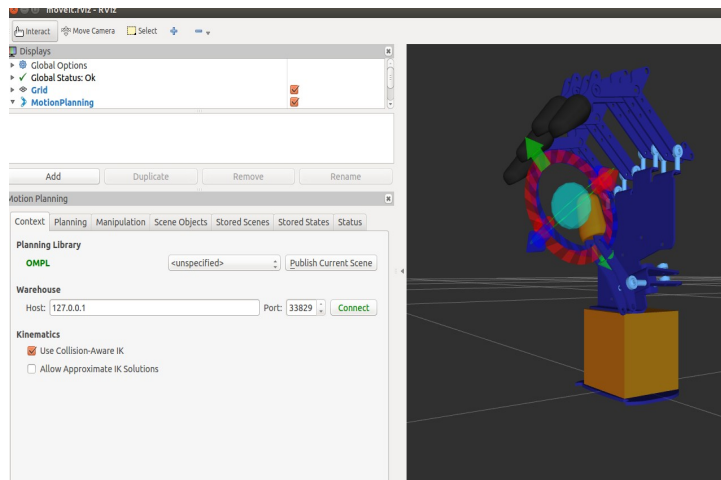 moveit.rviz - RViz
Interact Move Camera Select
Displays
Global Options
Global Status: Ok
Grid
MotionPlanning
Add Duplicate Remove Rename
Motion Planning
Context Planning Manipulation Scene Objects Stored Scenes Stored States Status
Planning Library
OMPL <unspecified> Publish Current Scene
Warehouse
Host: 127.0.0.1 Port: 33829 Connect
Kinematics
Use Collision-Aware IK
Allow Approximate IK Solutions